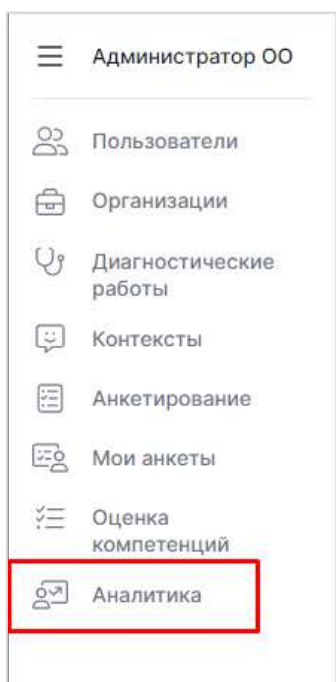 Администратор ОО
Пользователи
Организации
Диагностические
работы
Контексты
Анкетирование
Мои анкеты
Оценка
компетенций
Аналитика